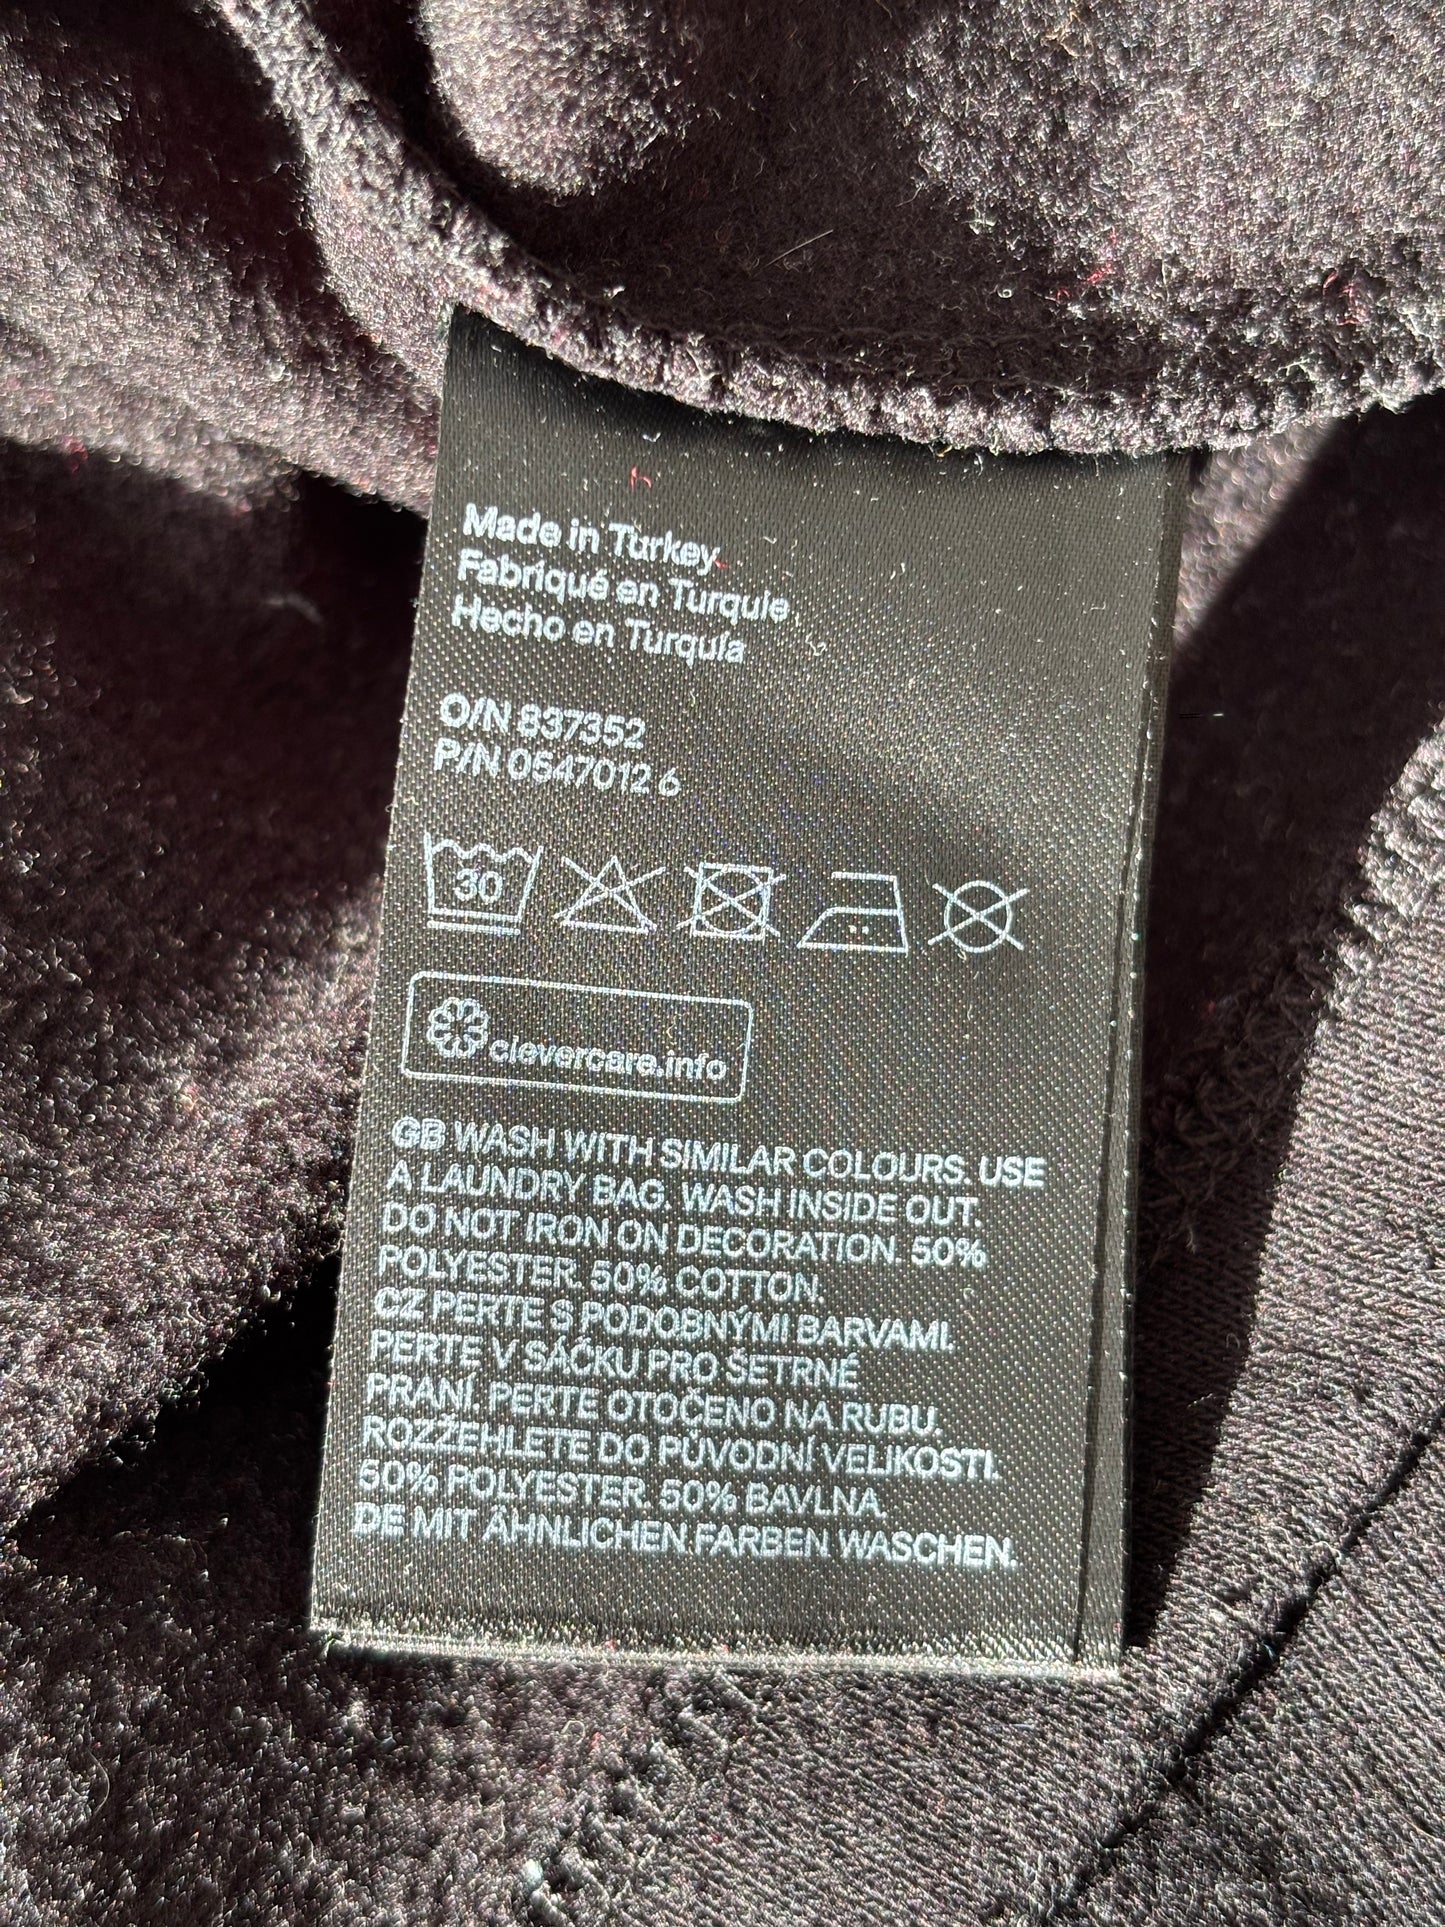 Made in Turkey
Fabriqué en Turquie
Hecho en Turquía
O/N 837352
P/N 0547012 6
30
clevercare.info
GB WASH WITH SIMILAR COLOURS. USE
A LAUNDRY BAG. WASH INSIDE OUT.
DO NOT IRON ON DECORATION. 50%
POLYESTER. 50% COTTON.
CZ PERTE S PODOBNÝMI BARVAMI.
PERTE V SÁČKU PRO ŠETRNÉ
PRANÍ. PERTE OTOČENO NA RUBU.
ROZŽEHLETE DO PŮVODNÍ VELIKOSTI.
50% POLYESTER. 50% BAVLNA.
DE MIT ÄHNLICHEN FARBEN WASCHEN.